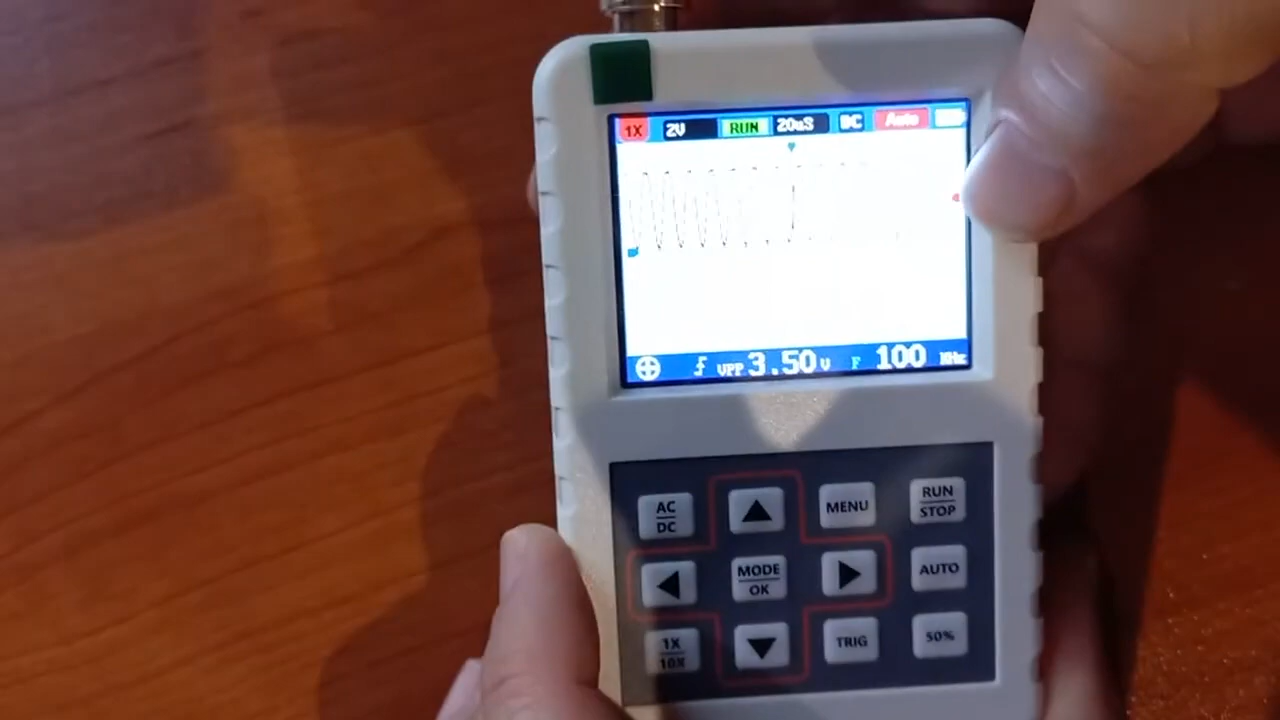 1X 2V RUN 20uS DC Auto
VPP 3.50 V F 100 KHz
AC DC MENU RUN STOP
MODE OK AUTO
1X 10X TRIG 50%